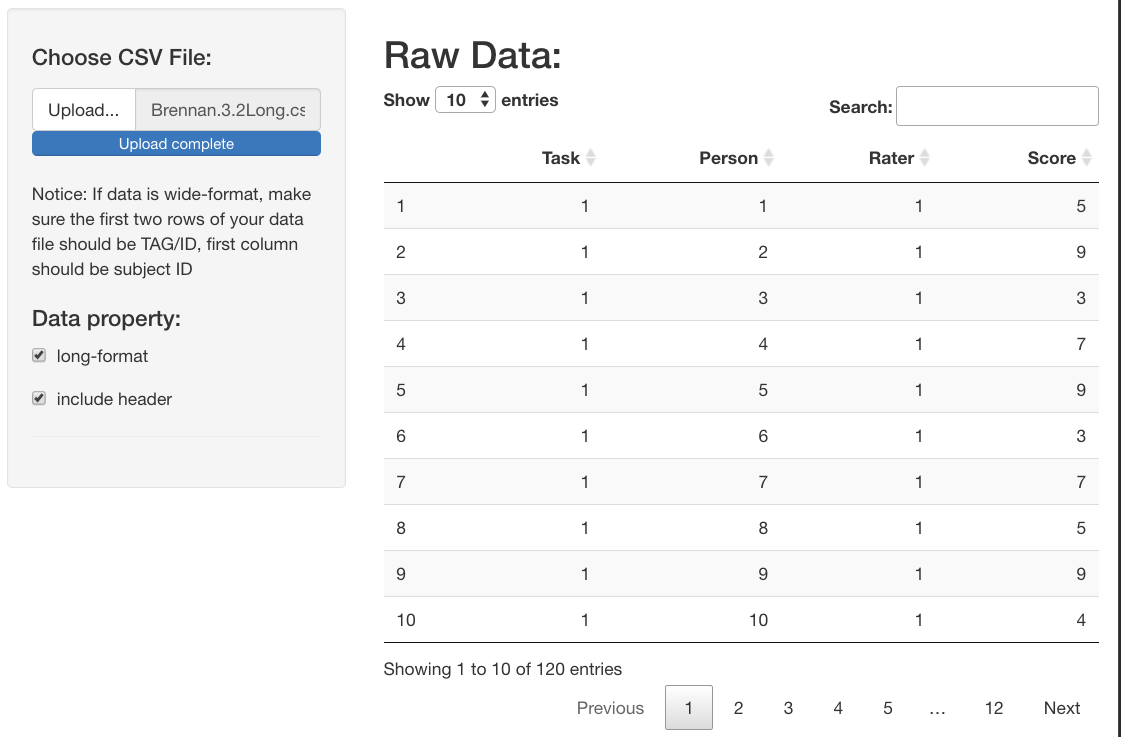 Choose CSV File:
Upload... Brennan.3.2Long.cs
Upload complete
Notice: If data is wide-format, make
sure the first two rows of your data
file should be TAG/ID, first column
should be subject ID
Data property:
long-format
include header
Raw Data:
Show 10 entries
Search:
Task Person Rater Score
1 1 1 1 5
2 1 2 1 9
3 1 3 1 3
4 1 4 1 7
5 1 5 1 9
6 1 6 1 3
7 1 7 1 7
8 1 8 1 5
9 1 9 1 9
10 1 10 1 4
Showing 1 to 10 of 120 entries
Previous 1 2 3 4 5 … 12 Next